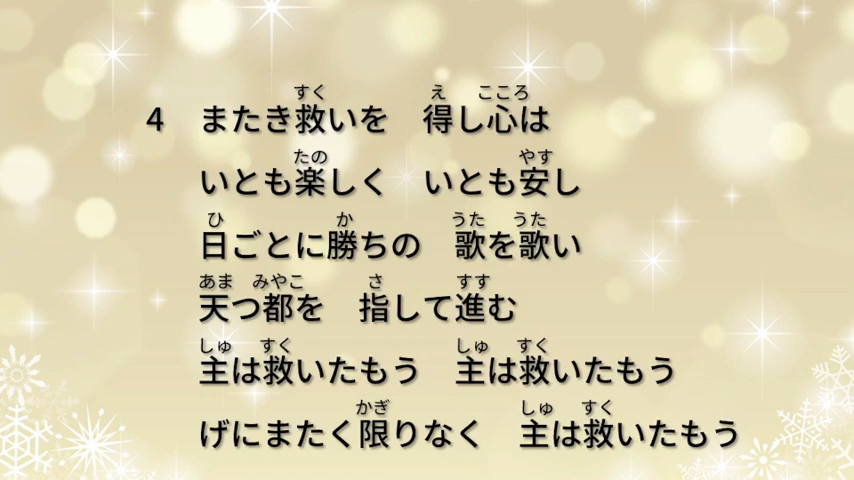 4 またき救いを 得し心は
いとも楽しく いとも安し
日ごとに勝ちの 歌を歌い
天つ都を 指して進む
主は救いたもう 主は救いたもう
げにまたく限りなく 主は救いたもう